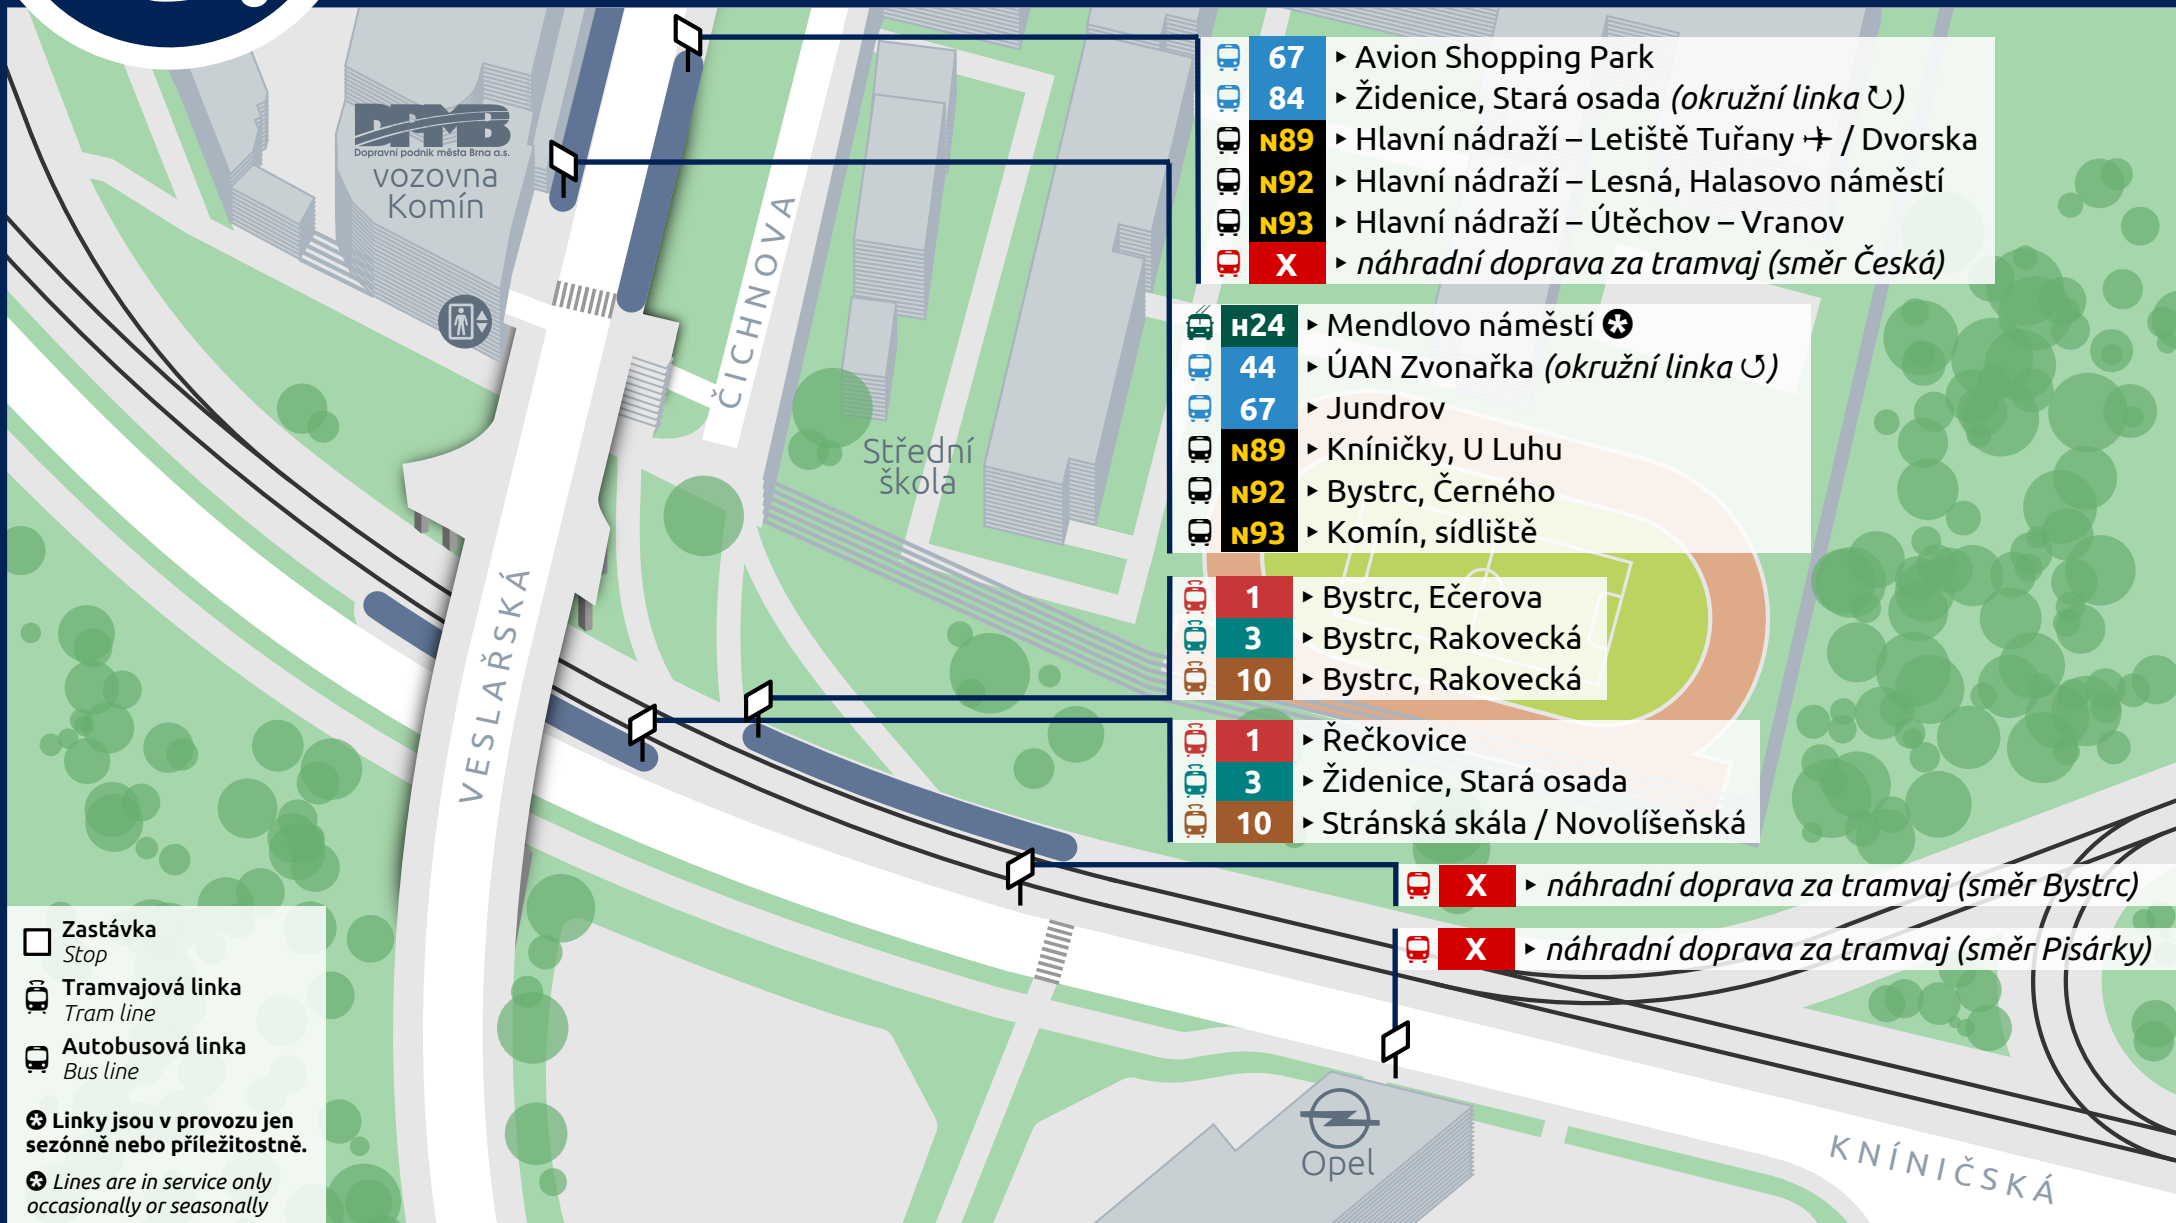 67 ‣ Avion Shopping Park
84 ‣ Židenice, Stará osada (okružní linka ↻)
N89 ‣ Hlavní nádraží – Letiště Tuřany ✈ / Dvorska
N92 ‣ Hlavní nádraží – Lesná, Halasovo náměstí
N93 ‣ Hlavní nádraží – Útěchov – Vranov
X ‣ náhradní doprava za tramvaj (směr Česká)
DPMB
Dopravní podnik města Brna a.s.
vozovna
Komín
ČICHNOVA
H24 ‣ Mendlovo náměstí ✪
44 ‣ ÚAN Zvonařka (okružní linka ↺)
67 ‣ Jundrov
N89 ‣ Kníničky, U Luhu
N92 ‣ Bystrc, Černého
N93 ‣ Komín, sídliště
Střední
škola
VESLAŘSKÁ
1 ‣ Bystrc, Ečerova
3 ‣ Bystrc, Rakovecká
10 ‣ Bystrc, Rakovecká
1 ‣ Řečkovice
3 ‣ Židenice, Stará osada
10 ‣ Stránská skála / Novolíšeňská
X ‣ náhradní doprava za tramvaj (směr Bystrc)
X ‣ náhradní doprava za tramvaj (směr Pisárky)
Zastávka
Stop
Tramvajová linka
Tram line
Autobusová linka
Bus line
✪ Linky jsou v provozu jen
sezónně nebo příležitostně.
✪ Lines are in service only
occasionally or seasonally
Opel
KNÍNIČSKÁ